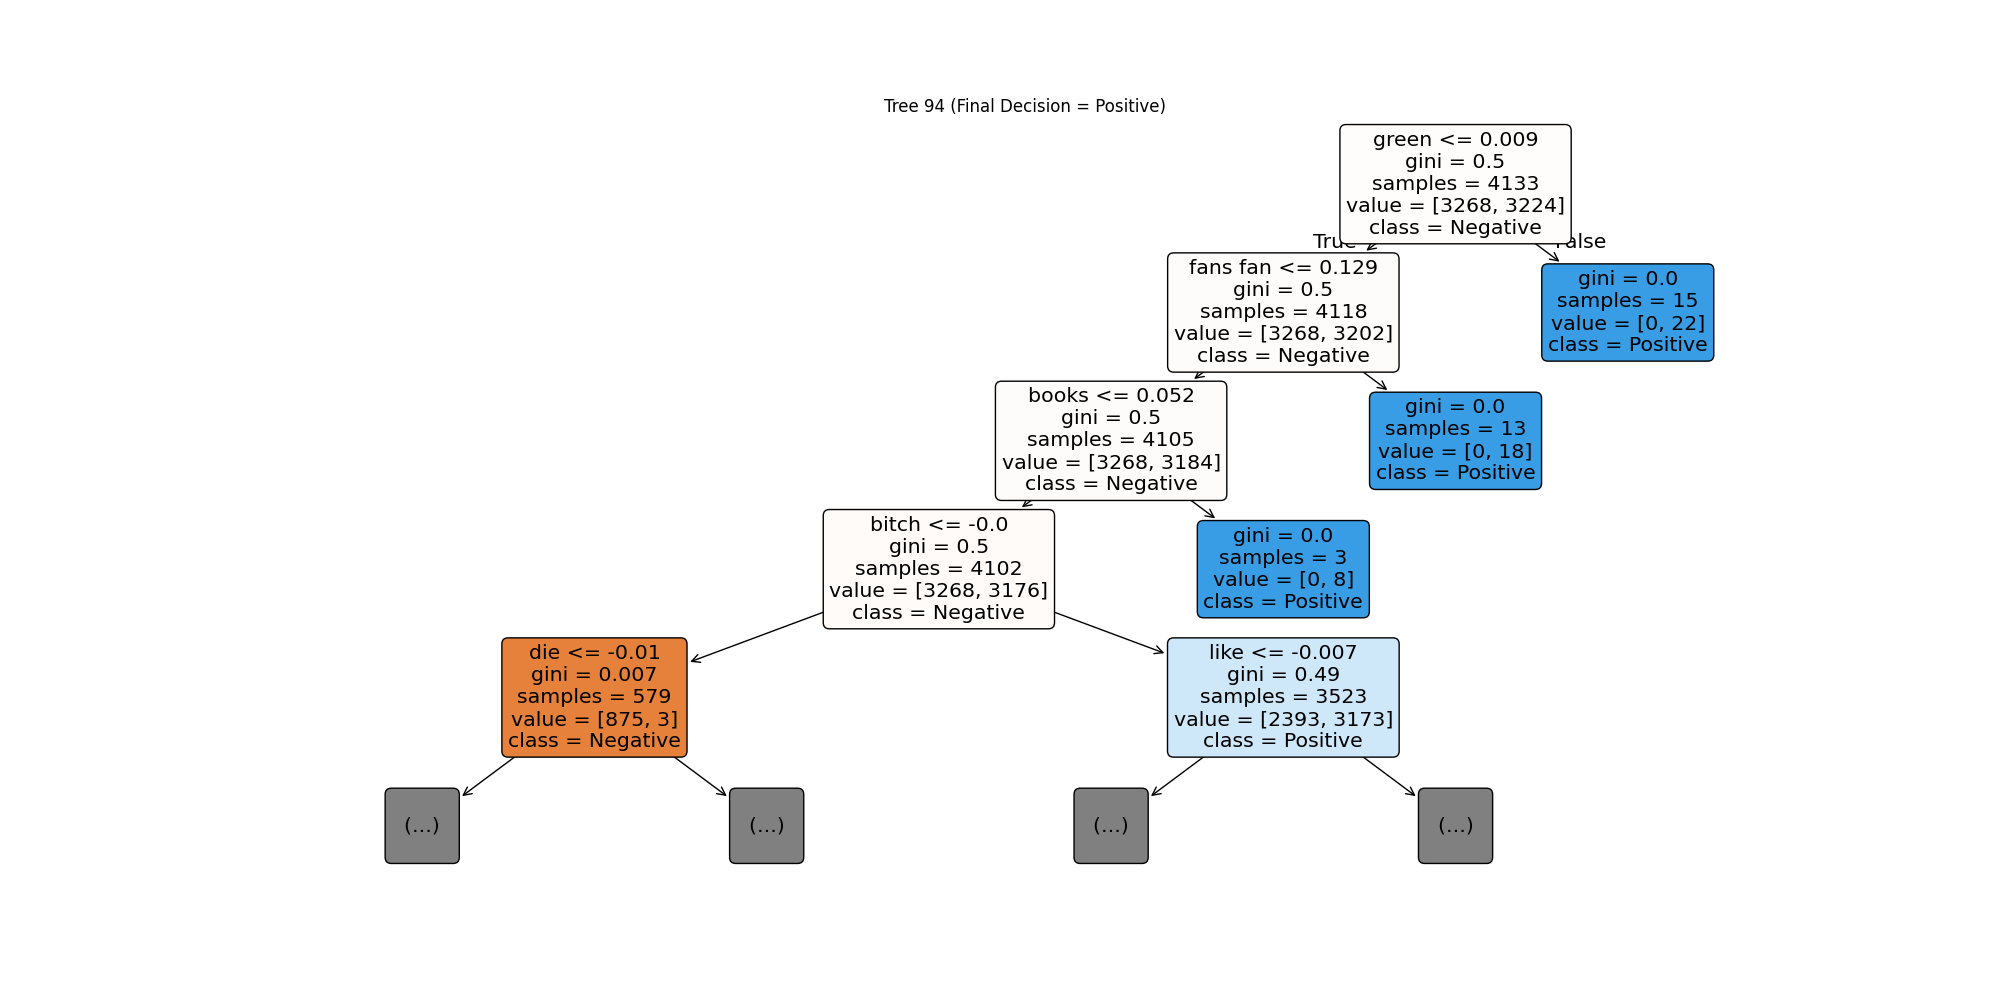 Tree 94 (Final Decision = Positive)
green <= 0.009
gini = 0.5
samples = 4133
value = [3268, 3224]
class = Negative
True
False
fans fan <= 0.129
gini = 0.5
samples = 4118
value = [3268, 3202]
class = Negative
gini = 0.0
samples = 15
value = [0, 22]
class = Positive
books <= 0.052
gini = 0.5
samples = 4105
value = [3268, 3184]
class = Negative
gini = 0.0
samples = 13
value = [0, 18]
class = Positive
bitch <= -0.0
gini = 0.5
samples = 4102
value = [3268, 3176]
class = Negative
gini = 0.0
samples = 3
value = [0, 8]
class = Positive
die <= -0.01
gini = 0.007
samples = 579
value = [875, 3]
class = Negative
like <= -0.007
gini = 0.49
samples = 3523
value = [2393, 3173]
class = Positive
(...)
(...)
(...)
(...)